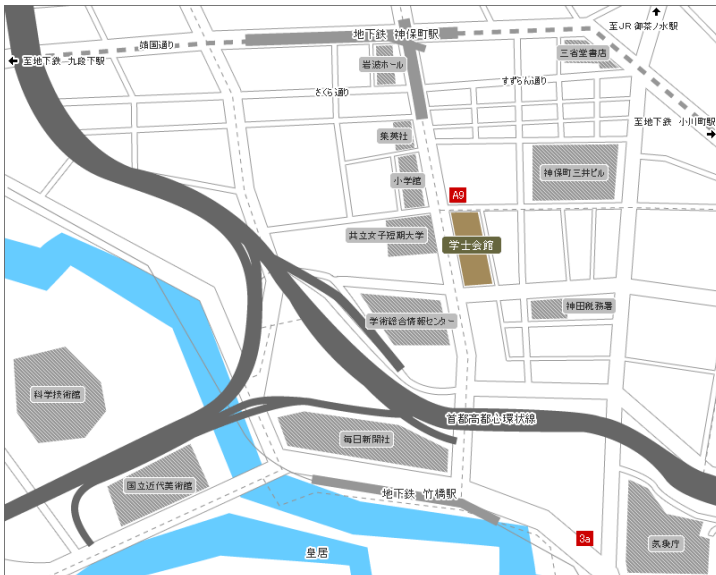 至JR 御茶ノ水駅
地下鉄 神保町駅
靖国通り
三省堂書店
至地下鉄 九段下駅
岩波ホール
すずらん通り
さくら通り
至地下鉄 小川町駅
集英社
神保町三井ビル
小学館
A9
共立女子短期大学
学士会館
神田税務署
学術総合情報センター
科学技術館
首都高都心環状線
毎日新聞社
国立近代美術館
地下鉄 竹橋駅
3a
気象庁
皇居